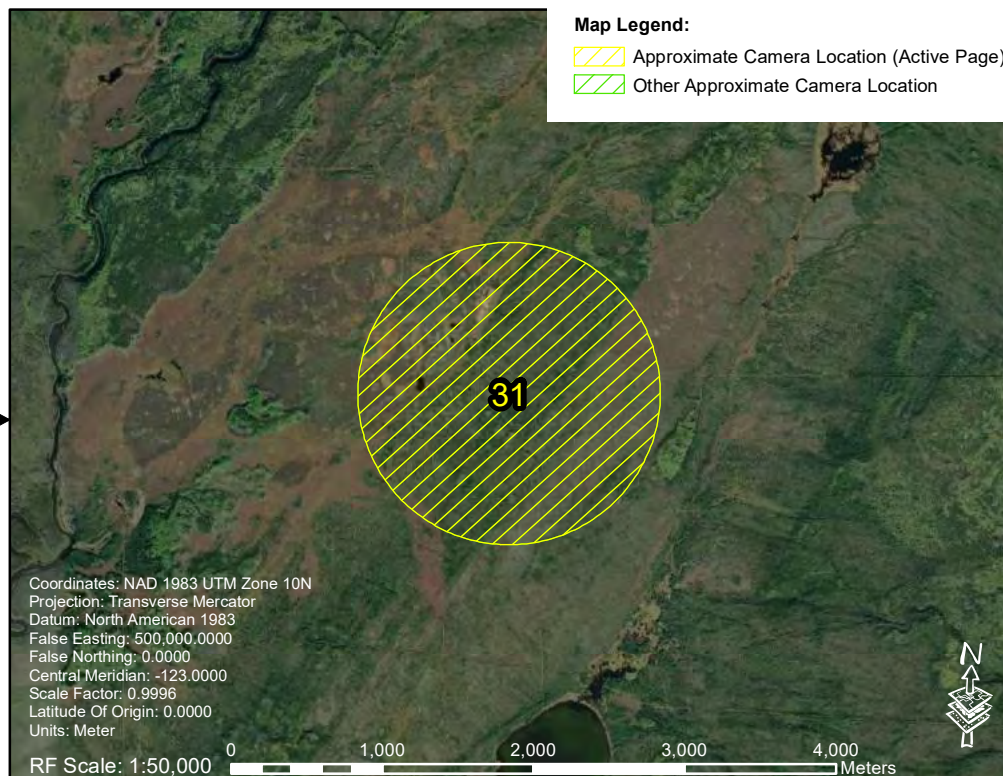 Map Legend:
Approximate Camera Location (Active Page)
Other Approximate Camera Location
31
Coordinates: NAD 1983 UTM Zone 10N
Projection: Transverse Mercator
Datum: North American 1983
False Easting: 500,000.0000
False Northing: 0.0000
Central Meridian: -123.0000
Scale Factor: 0.9996
Latitude Of Origin: 0.0000
Units: Meter
RF Scale: 1:50,000
0 1,000 2,000 3,000 4,000
Meters
N